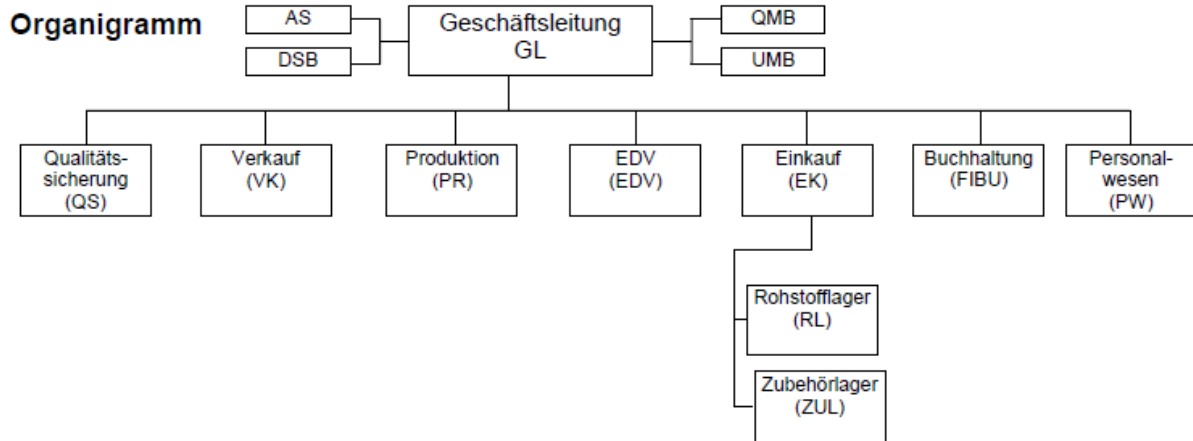 Organigramm
AS
DSB
Geschäftsleitung
GL
QMB
UMB
Qualitäts-
sicherung
(QS)
Verkauf
(VK)
Produktion
(PR)
EDV
(EDV)
Einkauf
(EK)
Buchhaltung
(FIBU)
Personal-
wesen
(PW)
Rohstofflager
(RL)
Zubehörlager
(ZUL)